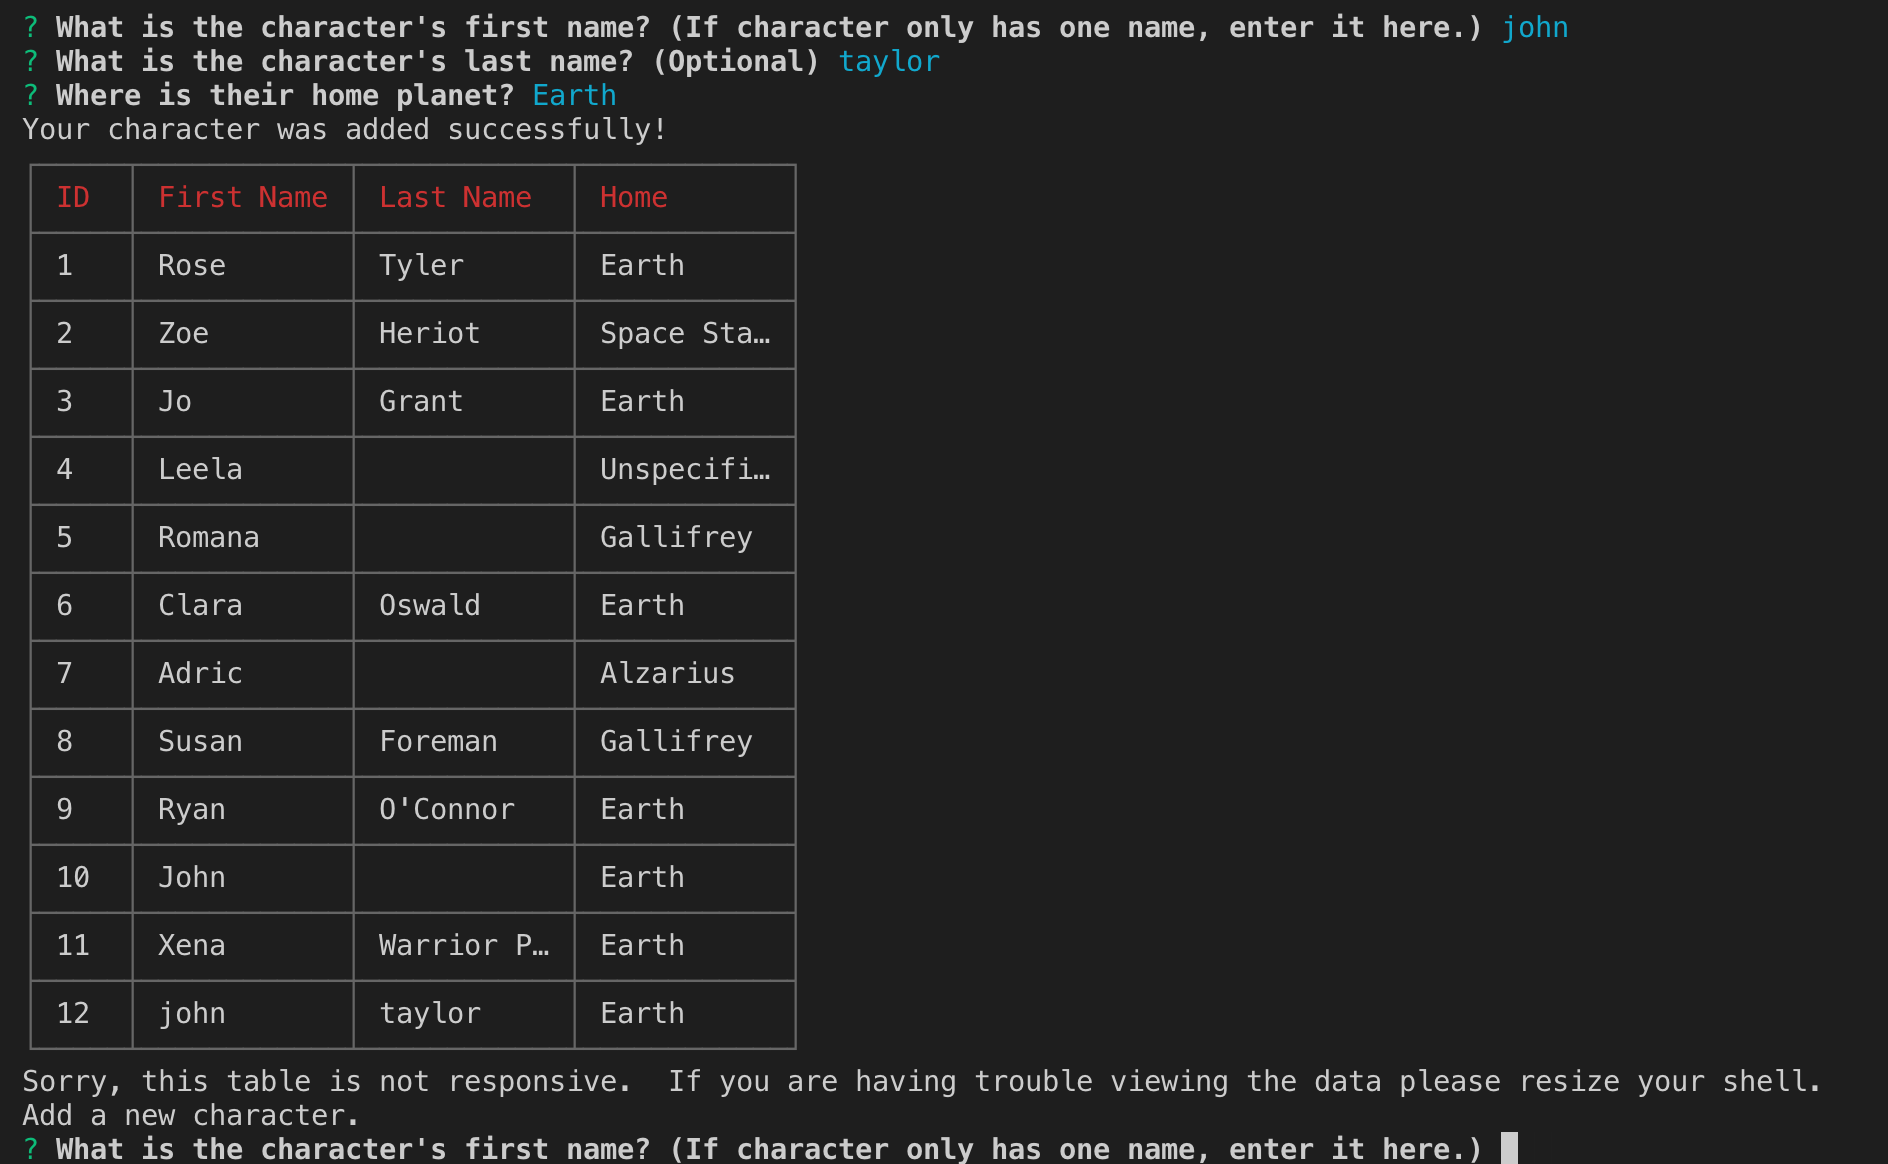 ? What is the character's first name? (If character only has one name, enter it here.) john
? What is the character's last name? (Optional) taylor
? Where is their home planet? Earth
Your character was added successfully!
ID First Name Last Name Home
1 Rose Tyler Earth
2 Zoe Heriot Space Sta…
3 Jo Grant Earth
4 Leela Unspecifi…
5 Romana Gallifrey
6 Clara Oswald Earth
7 Adric Alzarius
8 Susan Foreman Gallifrey
9 Ryan O'Connor Earth
10 John Earth
11 Xena Warrior P… Earth
12 john taylor Earth
Sorry, this table is not responsive.  If you are having trouble viewing the data please resize your shell.
Add a new character.
? What is the character's first name? (If character only has one name, enter it here.)